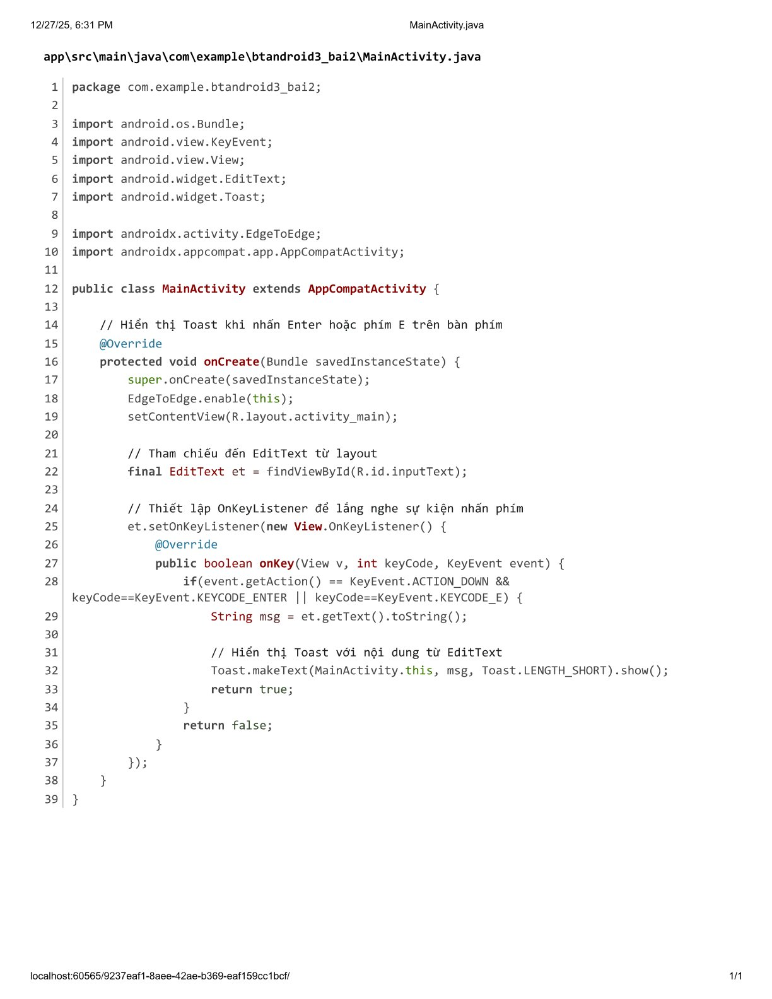 12/27/25, 6:31 PM MainActivity.java
app\src\main\java\com\example\btandroid3_bai2\MainActivity.java
1 package com.example.btandroid3_bai2;
2
3 import android.os.Bundle;
4 import android.view.KeyEvent;
5 import android.view.View;
6 import android.widget.EditText;
7 import android.widget.Toast;
8
9 import androidx.activity.EdgeToEdge;
10 import androidx.appcompat.app.AppCompatActivity;
11
12 public class MainActivity extends AppCompatActivity {
13
14     // Hiển thị Toast khi nhấn Enter hoặc phím E trên bàn phím
15     @Override
16     protected void onCreate(Bundle savedInstanceState) {
17         super.onCreate(savedInstanceState);
18         EdgeToEdge.enable(this);
19         setContentView(R.layout.activity_main);
20
21         // Tham chiếu đến EditText từ layout
22         final EditText et = findViewById(R.id.inputText);
23
24         // Thiết lập OnKeyListener để lắng nghe sự kiện nhấn phím
25         et.setOnKeyListener(new View.OnKeyListener() {
26             @Override
27             public boolean onKey(View v, int keyCode, KeyEvent event) {
28                 if(event.getAction() == KeyEvent.ACTION_DOWN &&
keyCode==KeyEvent.KEYCODE_ENTER || keyCode==KeyEvent.KEYCODE_E) {
29                     String msg = et.getText().toString();
30
31                     // Hiển thị Toast với nội dung từ EditText
32                     Toast.makeText(MainActivity.this, msg, Toast.LENGTH_SHORT).show();
33                     return true;
34                 }
35                 return false;
36             }
37         });
38     }
39 }
localhost:60565/9237eaf1-8aee-42ae-b369-eaf159cc1bcf/ 1/1